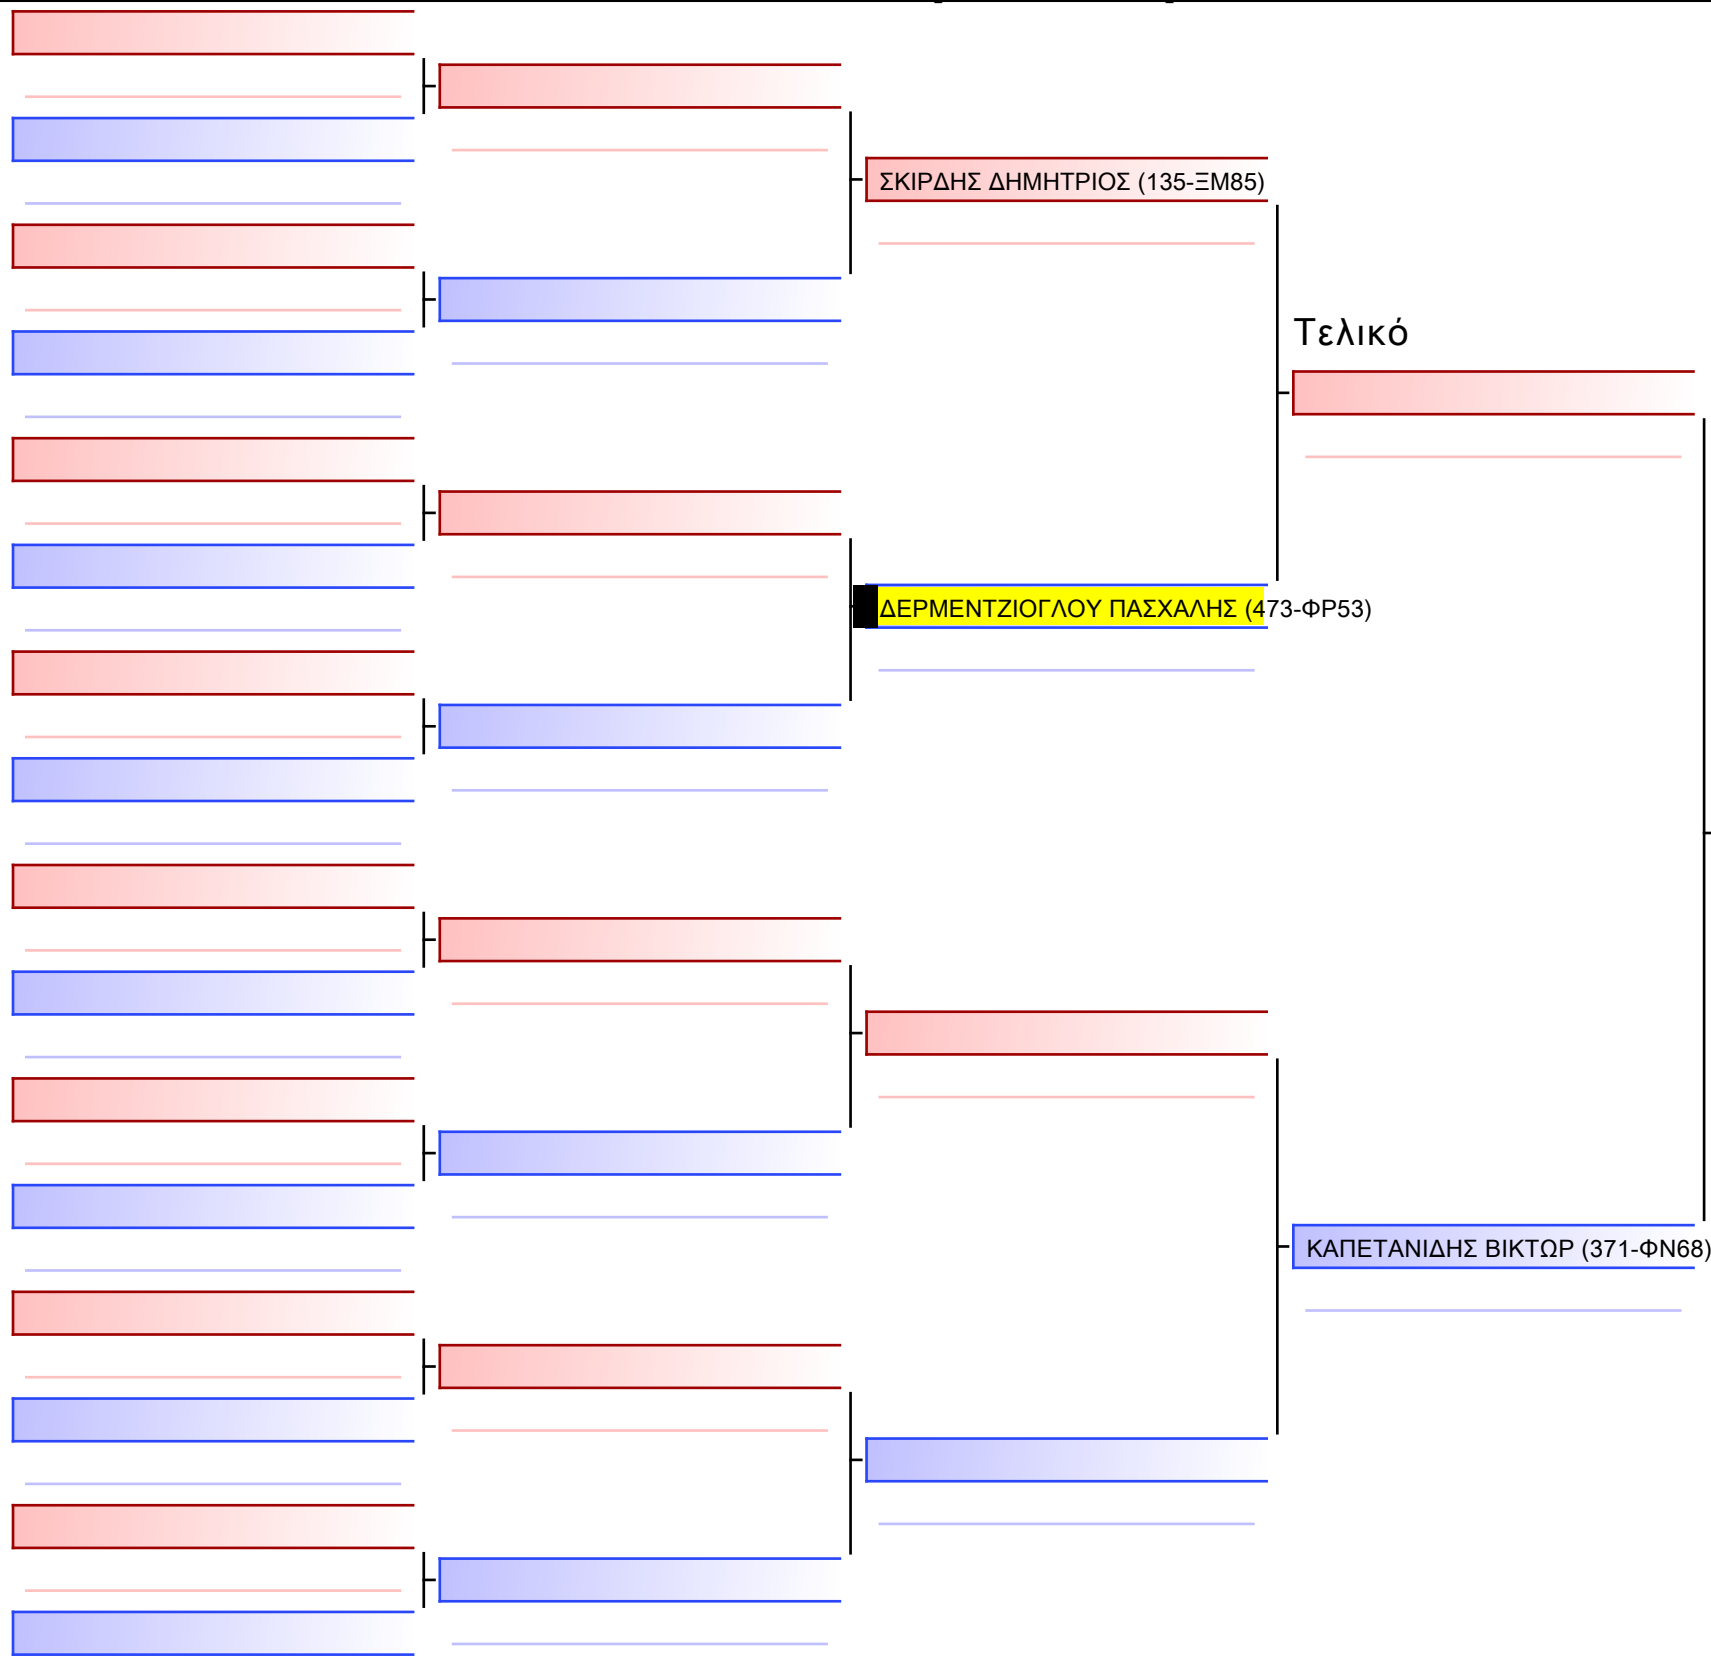 ΣΚΙΡΔΗΣ ΔΗΜΗΤΡΙΟΣ (135-ΞΜ85)
Τελικό
ΔΕΡΜΕΝΤΖΙΟΓΛΟΥ ΠΑΣΧΑΛΗΣ (473-ΦΡ53)
ΚΑΠΕΤΑΝΙΔΗΣ ΒΙΚΤΩΡ (371-ΦΝ68)